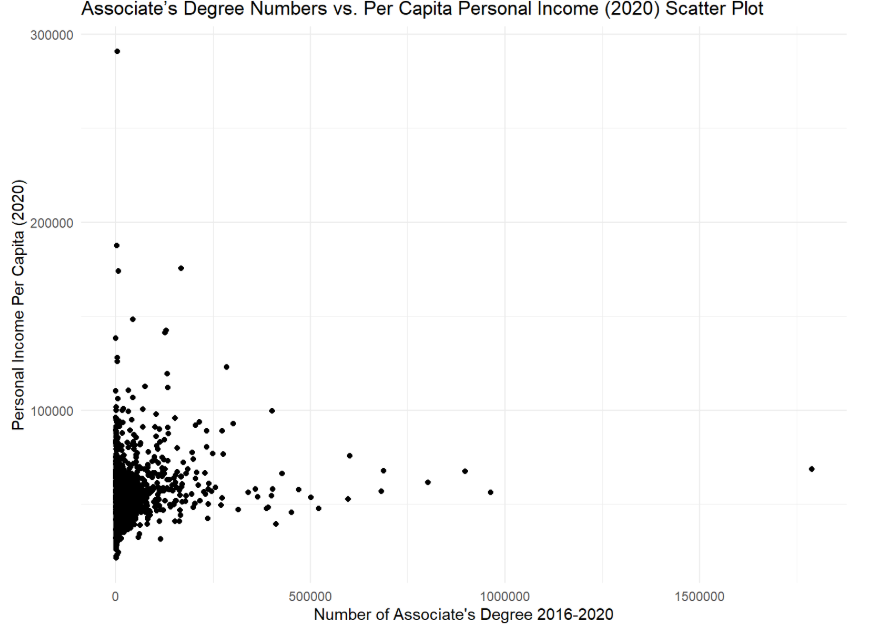 Associate's Degree Numbers vs. Per Capita Personal Income (2020) Scatter Plot
300000
200000
100000
Personal Income Per Capita (2020)
0
500000
1000000
1500000
Number of Associate's Degree 2016-2020